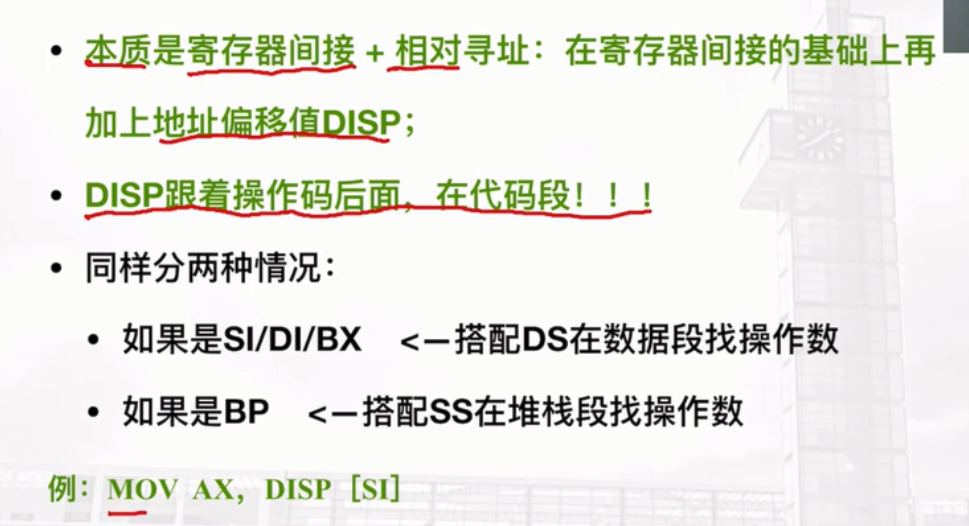 • 本质是寄存器间接 + 相对寻址：在寄存器间接的基础上再
加上地址偏移值DISP；
• DISP跟着操作码后面，在代码段！！！
• 同样分两种情况：
• 如果是SI/DI/BX <—搭配DS在数据段找操作数
• 如果是BP <—搭配SS在堆栈段找操作数
例：MOV AX，DISP［SI］